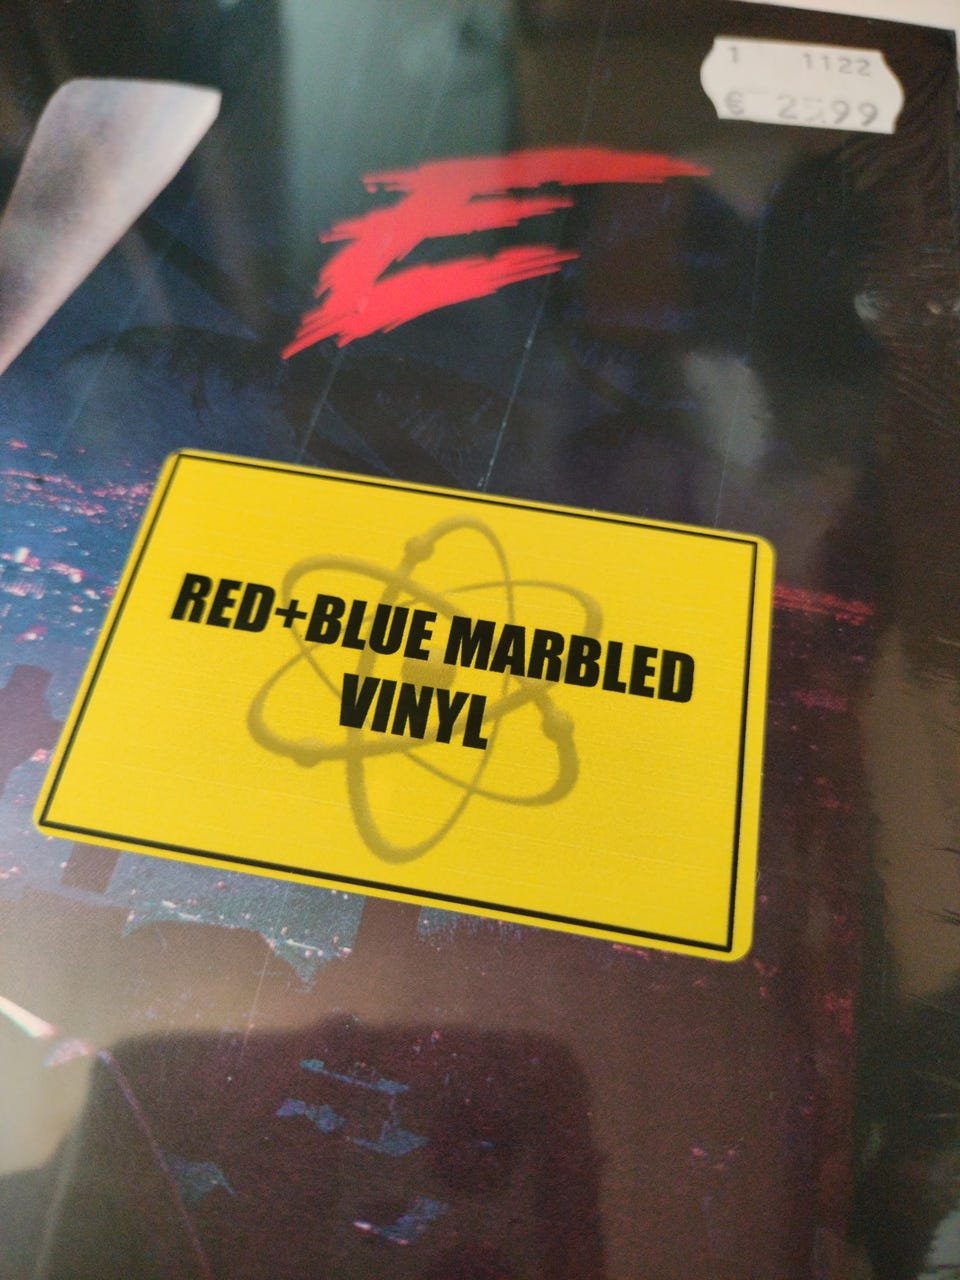 1 1122
E
RED+BLUE MARBLED
VINYL